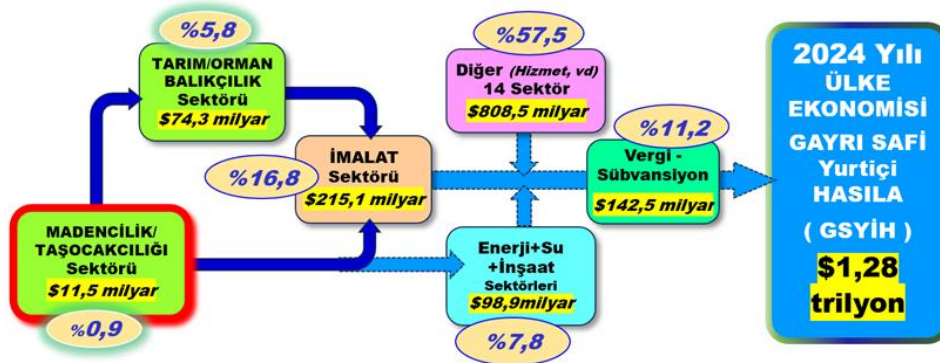 %5,8
TARIM/ORMAN
BALIKÇILIK
Sektörü
$74,3 milyar
%57,5
Diğer (Hizmet, vd)
14 Sektör
$808,5 milyar
%16,8
İMALAT
Sektörü
$215,1 milyar
%11,2
Vergi -
Sübvansiyon
$142,5 milyar
MADENCİLİK/
TAŞOCAKCILIĞI
Sektörü
$11,5 milyar
%0,9
Enerji+Su
+İnşaat
Sektörleri
$98,9milyar
%7,8
2024 Yılı
ÜLKE
EKONOMİSİ
GAYRI SAFİ
Yurtiçi
HASILA
( GSYİH )
$1,28
trilyon